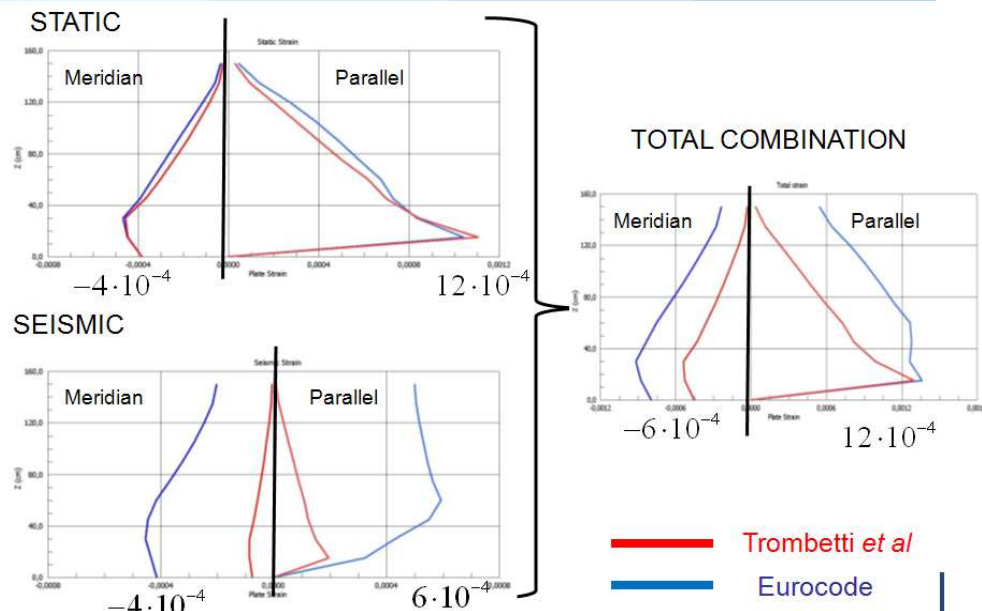 STATIC
Static Strain
160,0
Meridian
Parallel
120,0
Z (cm)
80,0
40,0
0,0
-0,0008 -0,0004 0,0000 0,0004 0,0008 0,0012
Plate Strain
−4·10⁻⁴
12·10⁻⁴
SEISMIC
Seismic Strain
160,0
Meridian
Parallel
120,0
Z (cm)
80,0
40,0
0,0
-0,0008 -0,0004 0,0000 0,0004 0,0008
Plate Strain
−4·10⁻⁴
6·10⁻⁴
TOTAL COMBINATION
Total strain
160,0
Meridian
Parallel
120,0
Z (cm)
80,0
40,0
0,0
-0,0012 -0,0006 0,0000 0,0006 0,0012
Plate Strain
−6·10⁻⁴
12·10⁻⁴
Trombetti et al
Eurocode